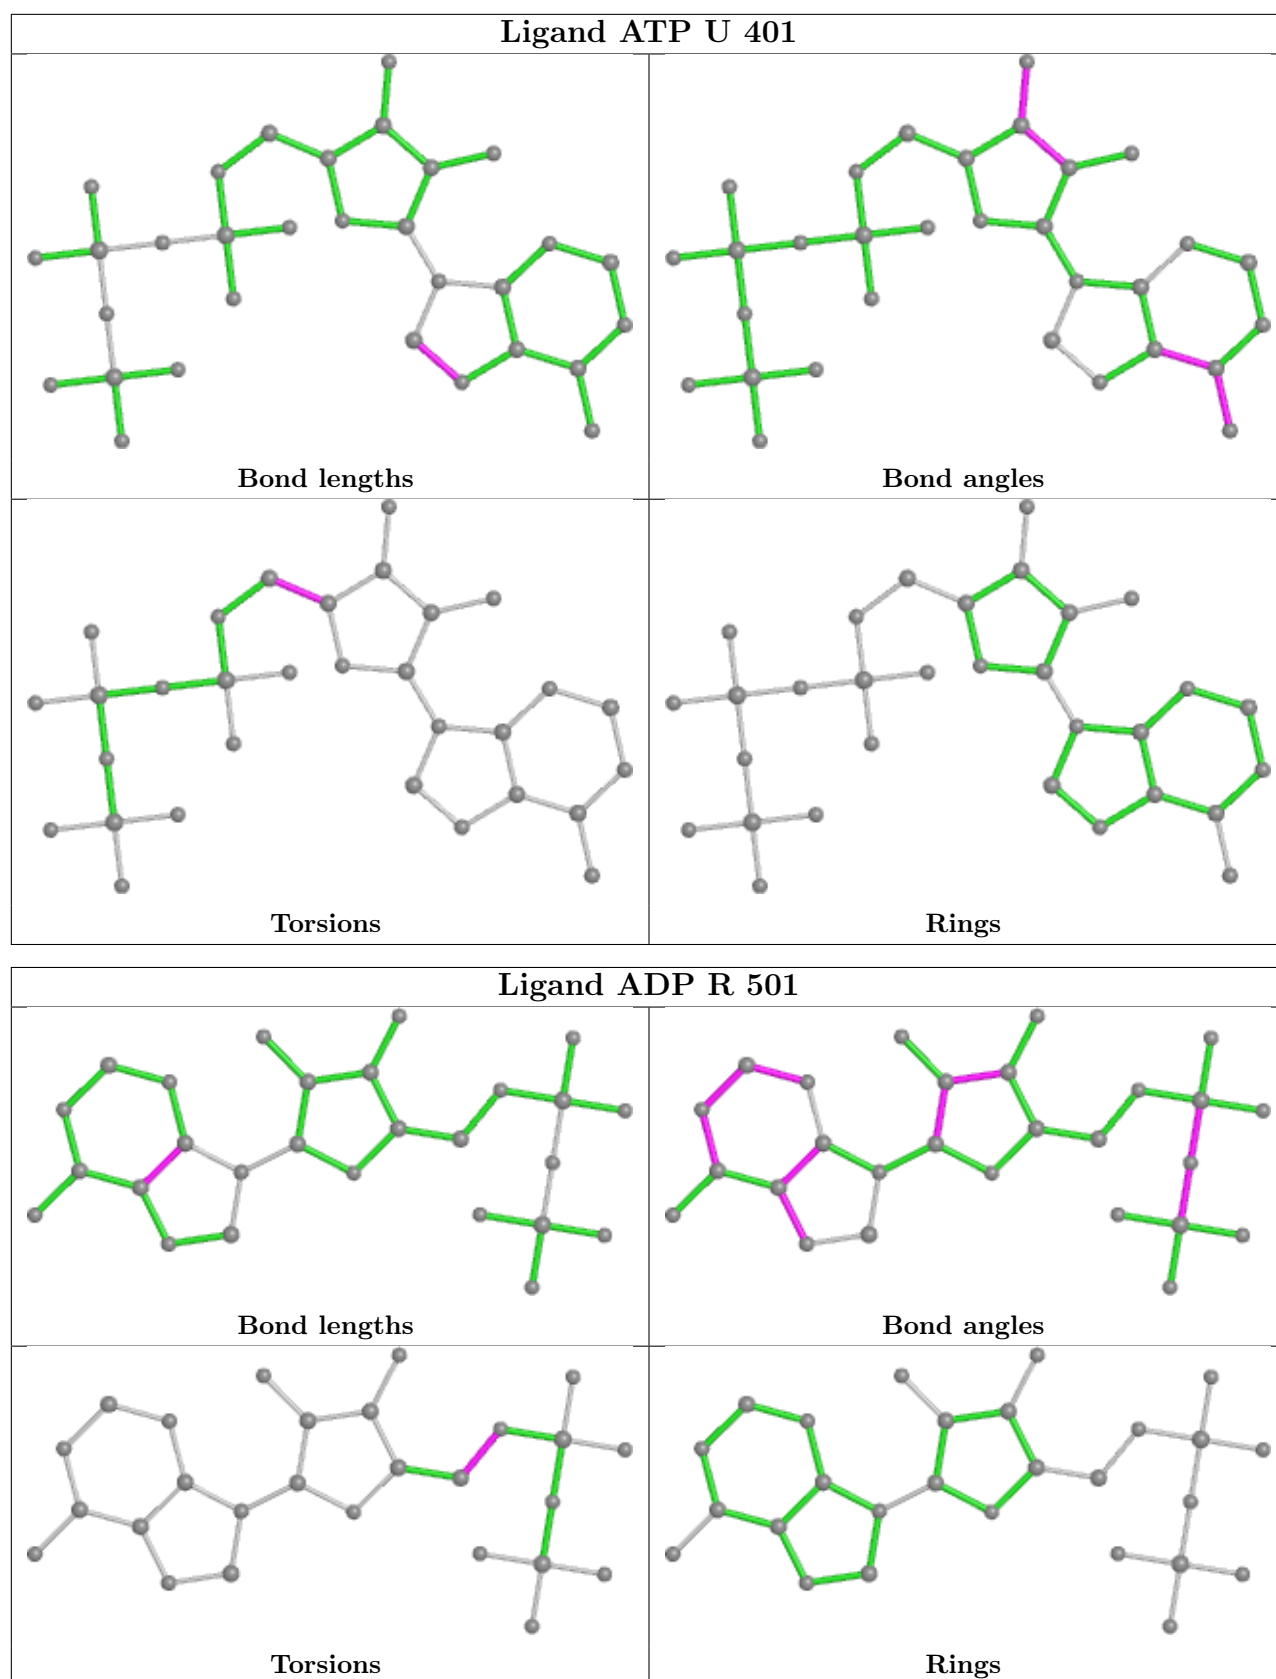 Ligand ATP U 401
Bond lengths
Bond angles
Torsions
Rings
Ligand ADP R 501
Bond lengths
Bond angles
Torsions
Rings